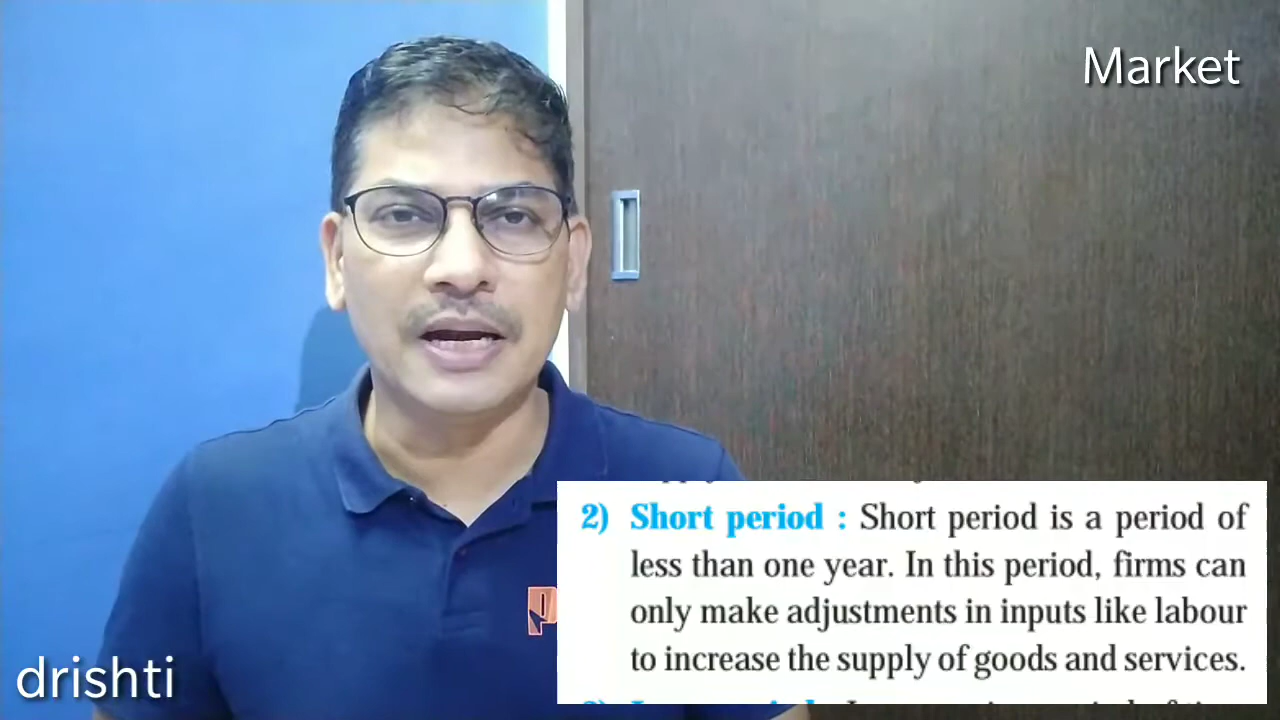 Market
2) Short period : Short period is a period of
less than one year. In this period, firms can
only make adjustments in inputs like labour
to increase the supply of goods and services.
drishti